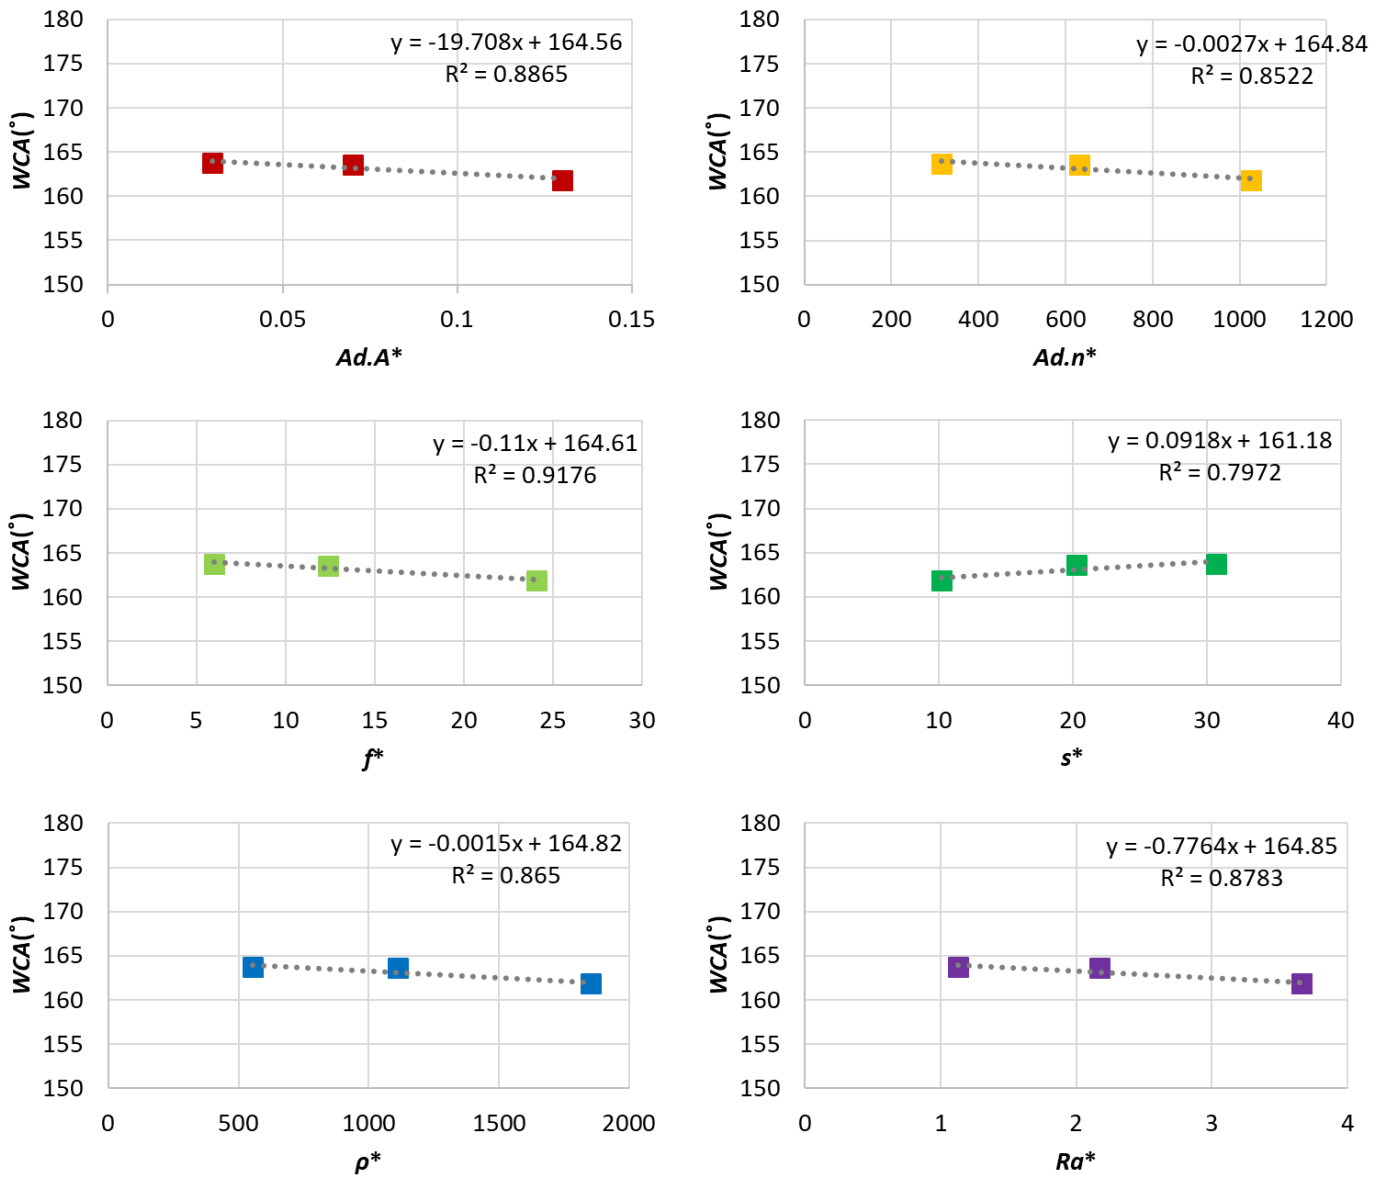 180
175
170
165
160
155
150
WCA(°)
y = -19.708x + 164.56
R² = 0.8865
0 0.05 0.1 0.15
Ad.A*
180
175
170
165
160
155
150
WCA(°)
y = -0.0027x + 164.84
R² = 0.8522
0 200 400 600 800 1000 1200
Ad.n*
180
175
170
165
160
155
150
WCA(°)
y = -0.11x + 164.61
R² = 0.9176
0 5 10 15 20 25 30
f*
180
175
170
165
160
155
150
WCA(°)
y = 0.0918x + 161.18
R² = 0.7972
0 10 20 30 40
s*
180
175
170
165
160
155
150
WCA(°)
y = -0.0015x + 164.82
R² = 0.865
0 500 1000 1500 2000
ρ*
180
175
170
165
160
155
150
WCA(°)
y = -0.7764x + 164.85
R² = 0.8783
0 1 2 3 4
Ra*